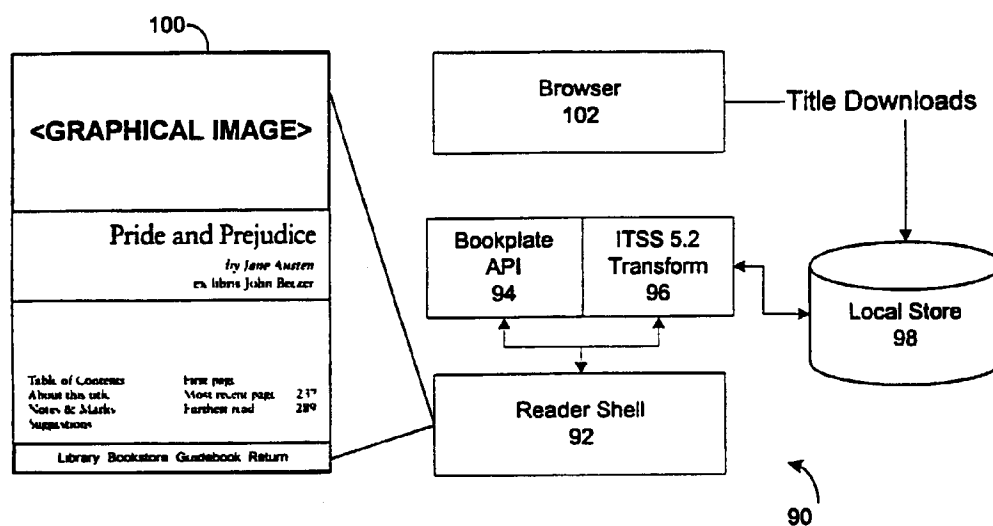 100
<GRAPHICAL IMAGE>
Pride and Prejudice
by Jane Austen
ex libris John
Table of Contents First page
About this title Most recent page 237
Notes & Marks Farthest read 289
Suggestions
Library Bookstore Guidebook Return
Browser
102
Title Downloads
Bookplate
API
94
ITSS 5.2
Transform
96
Local Store
98
Reader Shell
92
90